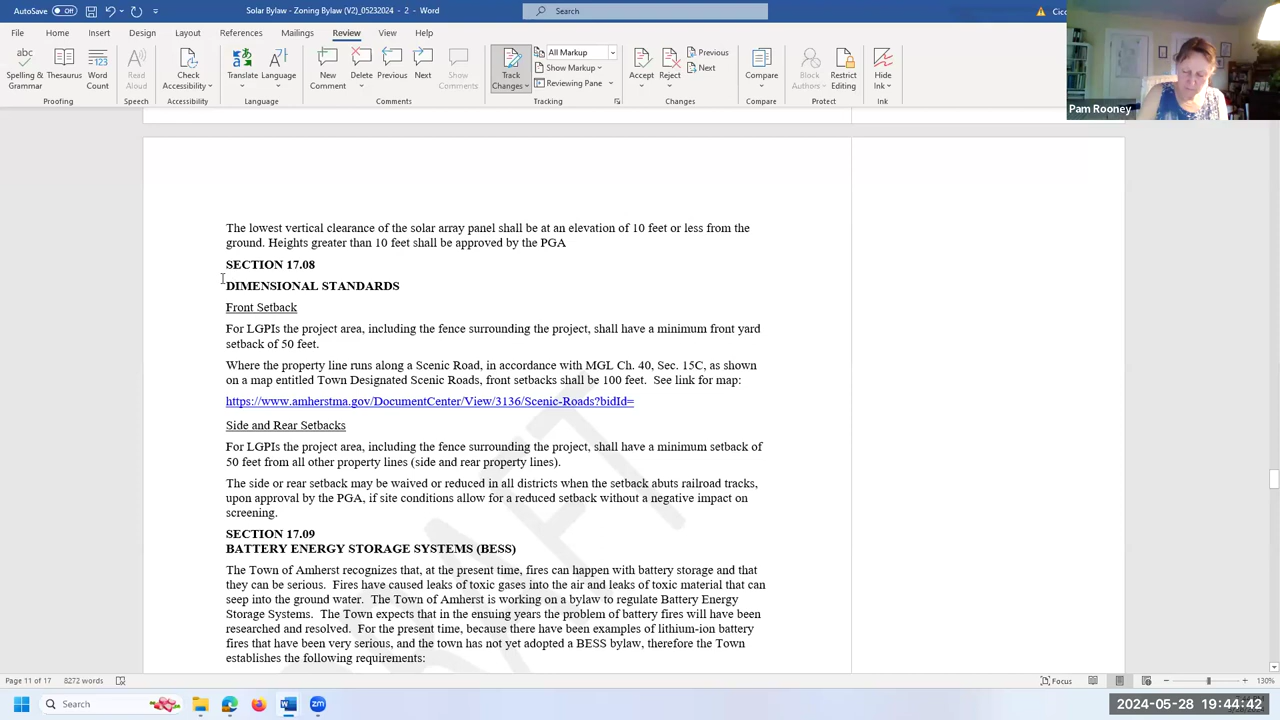 AutoSave Off Solar Bylaw - Zoning Bylaw (V2)_05232024 - 2 - Word Search Cicc
File Home Insert Design Layout References Mailings Review View Help
Spelling & Grammar Thesaurus Word Count Read Aloud Check Accessibility Translate Language New Comment Delete Previous Next Show Comments Track Changes All Markup Show Markup Reviewing Pane Accept Reject Previous Next Compare Block Authors Restrict Editing Hide Ink
Proofing Speech Accessibility Language Comments Tracking Changes Compare Protect Ink
Pam Rooney
The lowest vertical clearance of the solar array panel shall be at an elevation of 10 feet or less from the
ground. Heights greater than 10 feet shall be approved by the PGA
SECTION 17.08
DIMENSIONAL STANDARDS
Front Setback
For LGPIs the project area, including the fence surrounding the project, shall have a minimum front yard
setback of 50 feet.
Where the property line runs along a Scenic Road, in accordance with MGL Ch. 40, Sec. 15C, as shown
on a map entitled Town Designated Scenic Roads, front setbacks shall be 100 feet. See link for map:
https://www.amherstma.gov/DocumentCenter/View/3136/Scenic-Roads?bidId=
Side and Rear Setbacks
For LGPIs the project area, including the fence surrounding the project, shall have a minimum setback of
50 feet from all other property lines (side and rear property lines).
The side or rear setback may be waived or reduced in all districts when the setback abuts railroad tracks,
upon approval by the PGA, if site conditions allow for a reduced setback without a negative impact on
screening.
SECTION 17.09
BATTERY ENERGY STORAGE SYSTEMS (BESS)
The Town of Amherst recognizes that, at the present time, fires can happen with battery storage and that
they can be serious. Fires have caused leaks of toxic gases into the air and leaks of toxic material that can
seep into the ground water. The Town of Amherst is working on a bylaw to regulate Battery Energy
Storage Systems. The Town expects that in the ensuing years the problem of battery fires will have been
researched and resolved. For the present time, because there have been examples of lithium-ion battery
fires that have been very serious, and the town has not yet adopted a BESS bylaw, therefore the Town
establishes the following requirements:
DRAFT
Page 11 of 17 8272 words Focus 130%
Search zm 2024-05-28 19:44:42